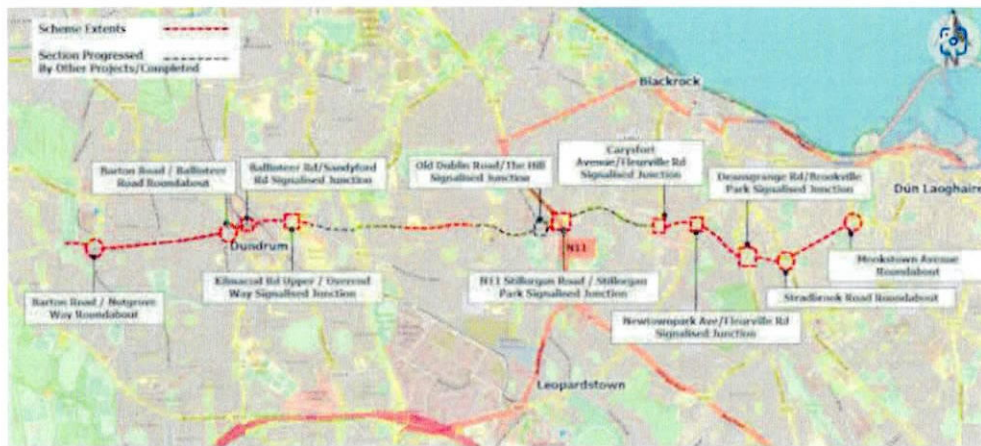 Scheme Extents
Section Progressed
By Other Projects/Completed
N
Blackrock
Barton Road / Ballinteer
Road Roundabout
Ballinteer Rd/Sandyford
Rd Signalised Junction
Old Dublin Road/The Hill
Signalised Junction
Carysfort
Avenue/Fleurville Rd
Signalised Junction
Deansgrange Rd/Brookville
Park Signalised Junction
Dún Laoghaire
Dundrum
N11
Barton Road / Nutgrove
Way Roundabout
Kilmacud Rd Upper / Overend
Way Signalised Junction
N11 Stillorgan Road / Stillorgan
Park Signalised Junction
Newtownpark Ave/Fleurville Rd
Signalised Junction
Stradbrook Road Roundabout
Monkstown Avenue
Roundabout
Leopardstown